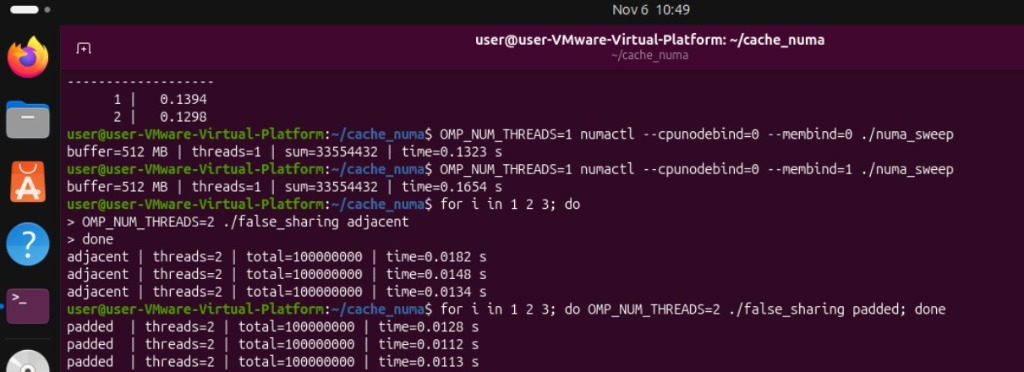 Nov 6 10:49
user@user-VMware-Virtual-Platform: ~/cache_numa
~/cache_numa
-------------------
1 | 0.1394
2 | 0.1298
user@user-VMware-Virtual-Platform:~/cache_numa$ OMP_NUM_THREADS=1 numactl --cpunodebind=0 --membind=0 ./numa_sweep
buffer=512 MB | threads=1 | sum=33554432 | time=0.1323 s
user@user-VMware-Virtual-Platform:~/cache_numa$ OMP_NUM_THREADS=1 numactl --cpunodebind=0 --membind=1 ./numa_sweep
buffer=512 MB | threads=1 | sum=33554432 | time=0.1654 s
user@user-VMware-Virtual-Platform:~/cache_numa$ for i in 1 2 3; do
> OMP_NUM_THREADS=2 ./false_sharing adjacent
> done
adjacent | threads=2 | total=100000000 | time=0.0182 s
adjacent | threads=2 | total=100000000 | time=0.0148 s
adjacent | threads=2 | total=100000000 | time=0.0134 s
user@user-VMware-Virtual-Platform:~/cache_numa$ for i in 1 2 3; do OMP_NUM_THREADS=2 ./false_sharing padded; done
padded  | threads=2 | total=100000000 | time=0.0128 s
padded  | threads=2 | total=100000000 | time=0.0112 s
padded  | threads=2 | total=100000000 | time=0.0113 s